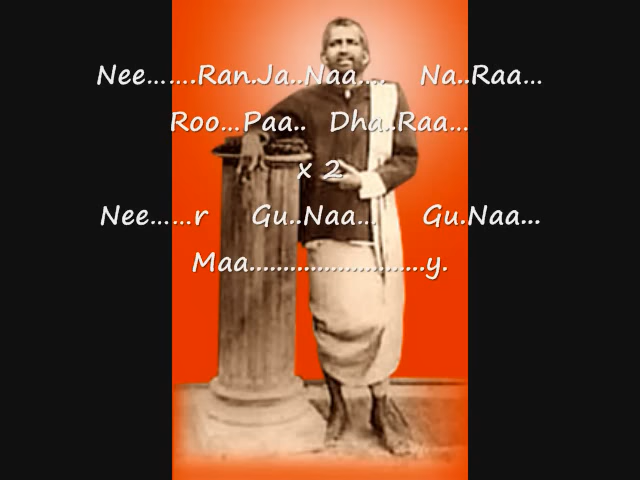 Nee.......Ran.Ja..Naa.... Na..Raa...
Roo...Paa.. Dha..Raa...
x 2
Nee......r Gu..Naa... Gu.Naa...
Maa..........................y.